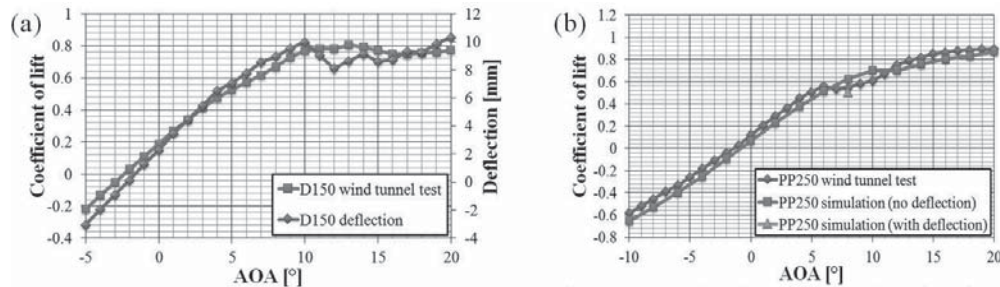 (a)
Coefficient of lift
1
0.8
0.6
0.4
0.2
0
-0.2
-0.4
12
10
8
6
4
2
0
-2
-4
Deflection [mm]
D150 wind tunnel test
D150 deflection
-5 0 5 10 15 20
AOA [°]
(b)
Coefficient of lift
1.2
1
0.8
0.6
0.4
0.2
0
-0.2
-0.4
-0.6
-0.8
PP250 wind tunnel test
PP250 simulation (no deflection)
PP250 simulation (with deflection)
-10 -5 0 5 10 15 20
AOA [°]